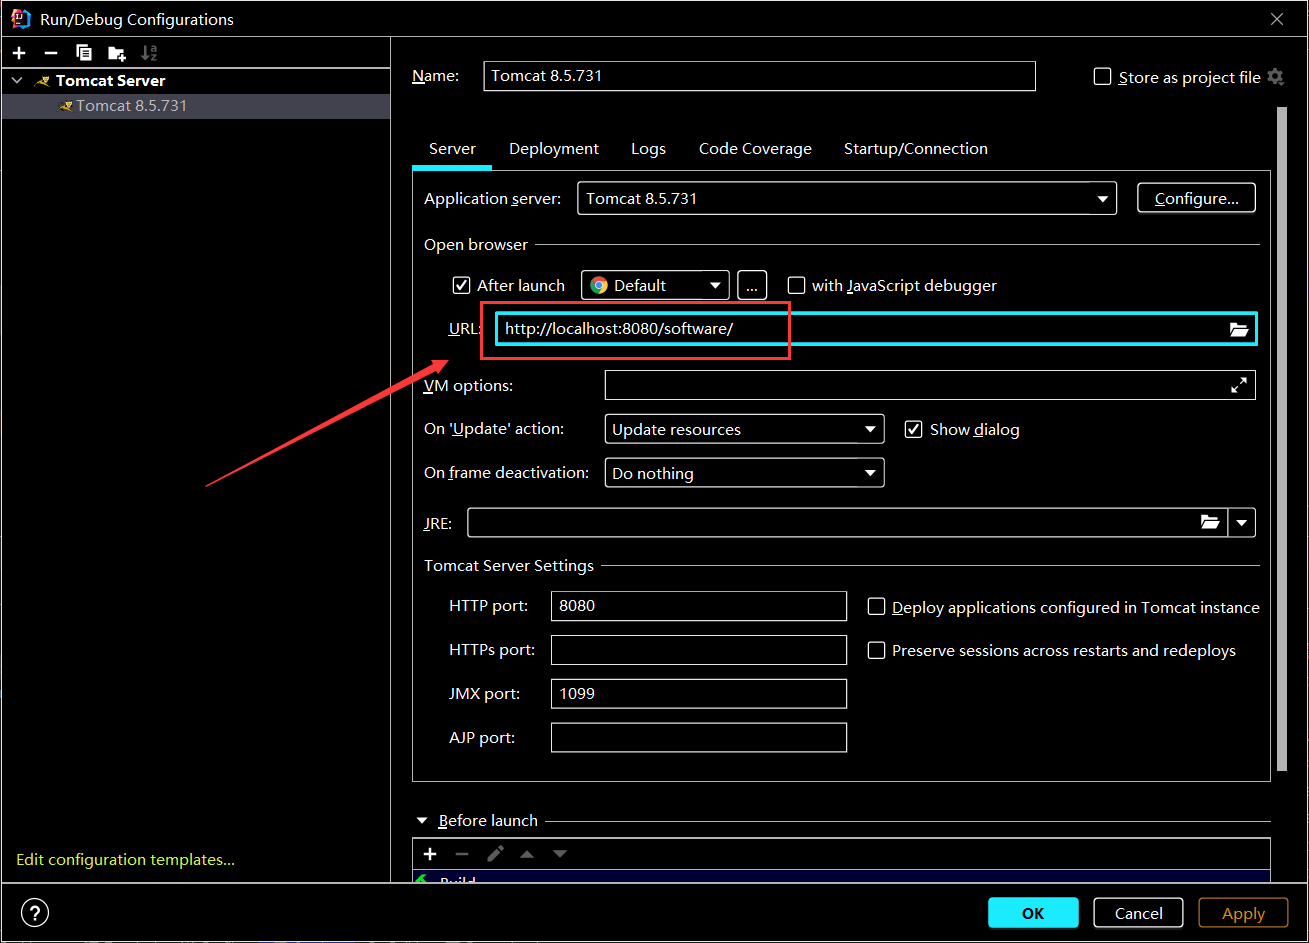 Run/Debug Configurations
Tomcat Server
Tomcat 8.5.731
Name: Tomcat 8.5.731 Store as project file
Server Deployment Logs Code Coverage Startup/Connection
Application server: Tomcat 8.5.731 Configure...
Open browser
After launch Default ... with JavaScript debugger
URL: http://localhost:8080/software/
VM options:
On 'Update' action: Update resources Show dialog
On frame deactivation: Do nothing
JRE:
Tomcat Server Settings
HTTP port: 8080 Deploy applications configured in Tomcat instance
HTTPs port: Preserve sessions across restarts and redeploys
JMX port: 1099
AJP port:
Before launch
Build
Edit configuration templates...
? OK Cancel Apply